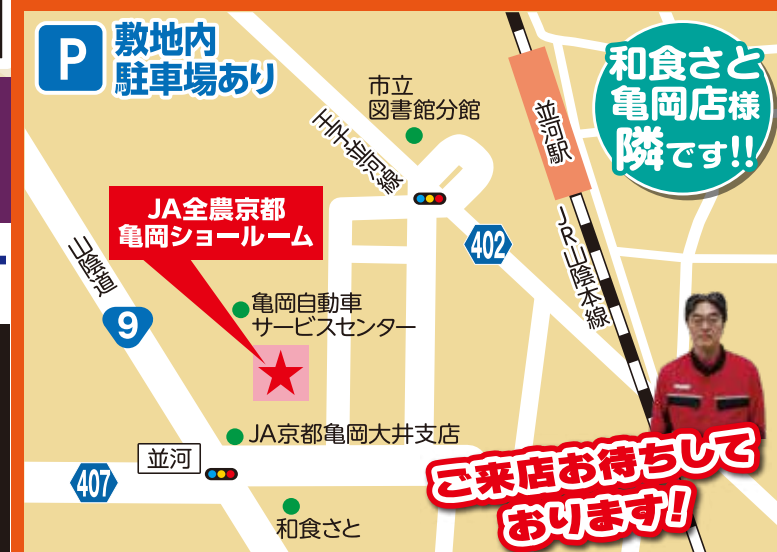 P
敷地内
駐車場あり
和食さと
亀岡店様
隣です!!
市立
図書館分館
王子並河線
並河駅
JA全農京都
亀岡ショールーム
402
山陰道
JR山陰本線
9
亀岡自動車
サービスセンター
JA京都亀岡大井支店
並河
407
和食さと
ご来店お待ちして
おります!